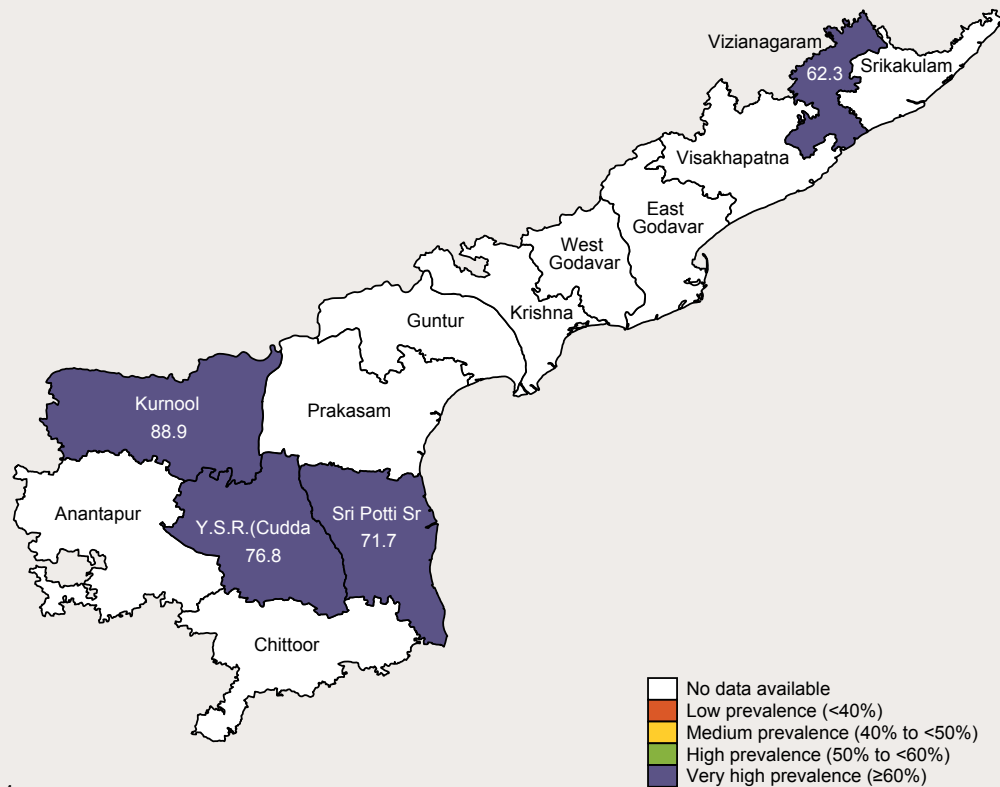 Vizianagaram
62.3
Srikakulam
Visakhapatna
East
Godavar
West
Godavar
Krishna
Guntur
Kurnool
88.9
Prakasam
Anantapur
Y.S.R.(Cudda
76.8
Sri Potti Sr
71.7
Chittoor
No data available
Low prevalence (<40%)
Medium prevalence (40% to <50%)
High prevalence (50% to <60%)
Very high prevalence (≥60%)